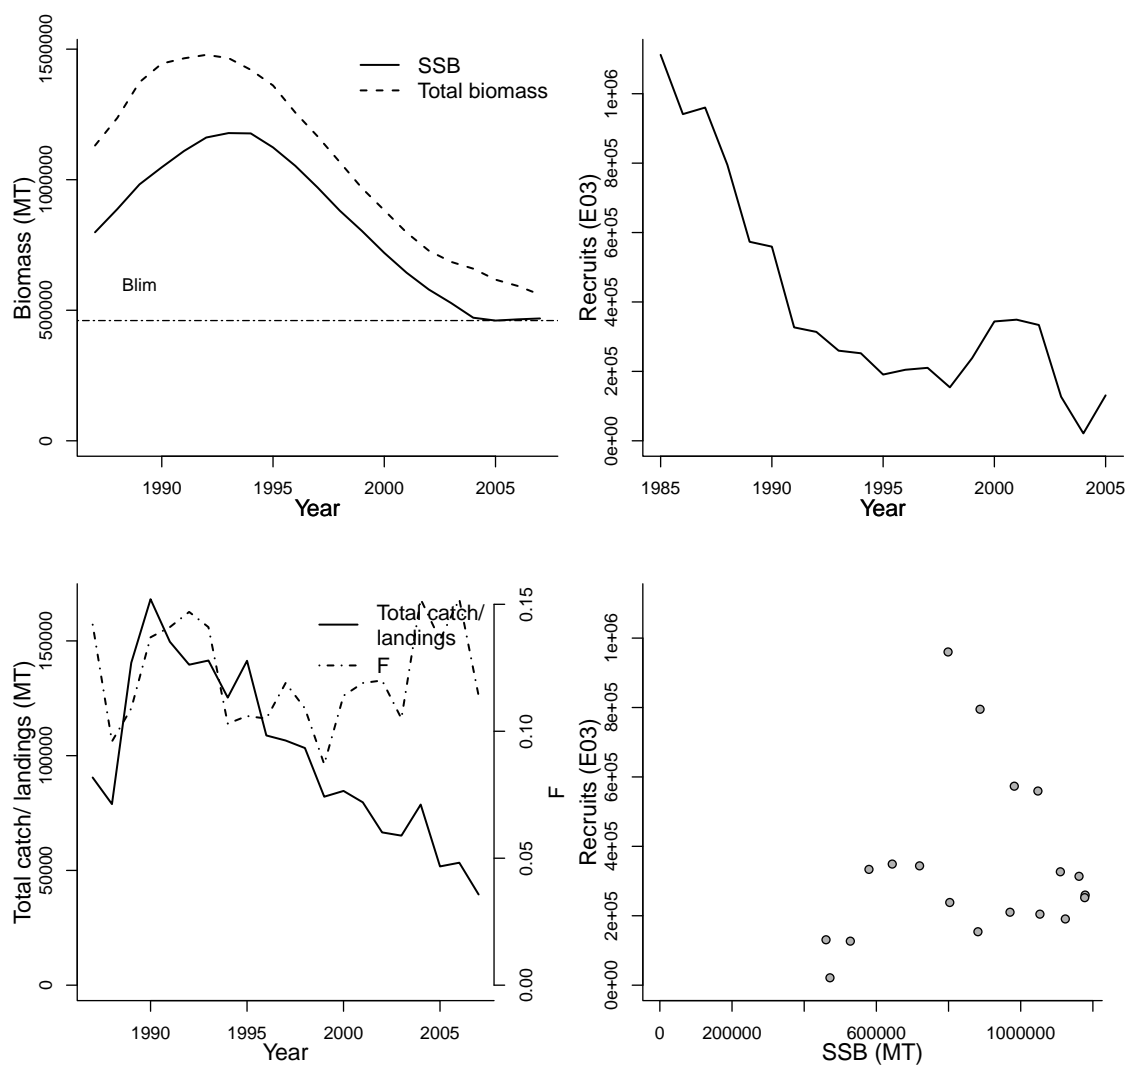 Biomass (MT)
0
500000
1000000
1500000
SSB
Total biomass
Blim
1990
1995
2000
2005
Year
Recruits (E03)
0e+00
2e+05
4e+05
6e+05
8e+05
1e+06
1985
1990
1995
2000
2005
Year
Total catch/ landings (MT)
0
50000
100000
150000
Total catch/
landings
F
0.00
0.05
0.10
0.15
F
1990
1995
2000
2005
Year
Recruits (E03)
0e+00
2e+05
4e+05
6e+05
8e+05
1e+06
0
200000
600000
1000000
SSB (MT)